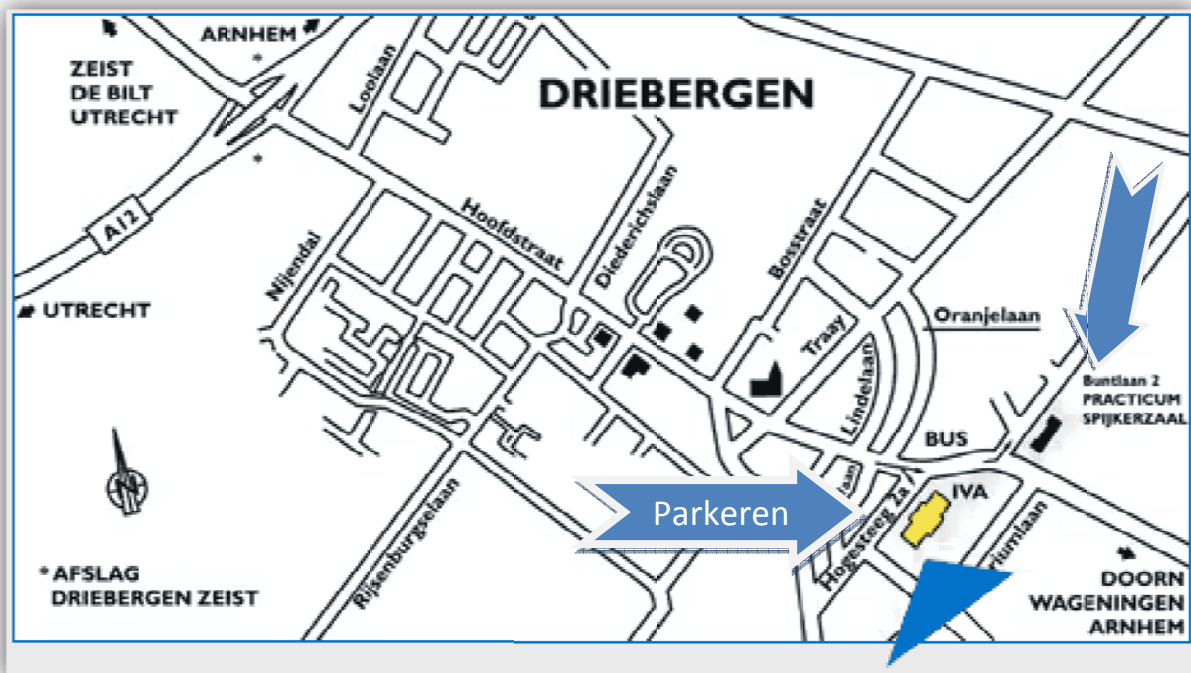 ARNHEM
ZEIST
DE BILT
UTRECHT
Loolaan
DRIEBERGEN
A12
Hoofdstraat
Diederichslaan
Nijendal
Bosstraat
UTRECHT
Traay
Oranjelaan
Lindelaan
Buntlaan 2
PRACTICUM
SPIJKERZAAL
BUS
IVA
Parkeren
Hogesteeg 2a
N
Rijsenburgselaan
* AFSLAG
DRIEBERGEN ZEIST
DOORN
WAGENINGEN
ARNHEM